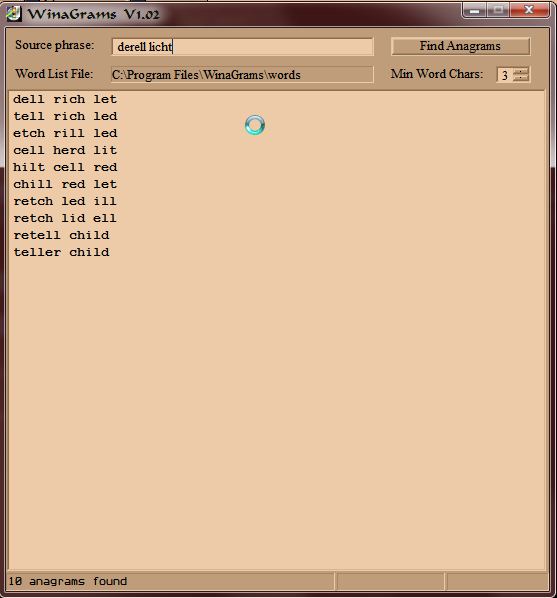 WinaGrams V1.02
Source phrase: derell licht Find Anagrams
Word List File: C:\Program Files\WinaGrams\words Min Word Chars: 3
dell rich let
tell rich led
etch rill led
cell herd lit
hilt cell red
chill red let
retch led ill
retch lid ell
retell child
teller child
10 anagrams found